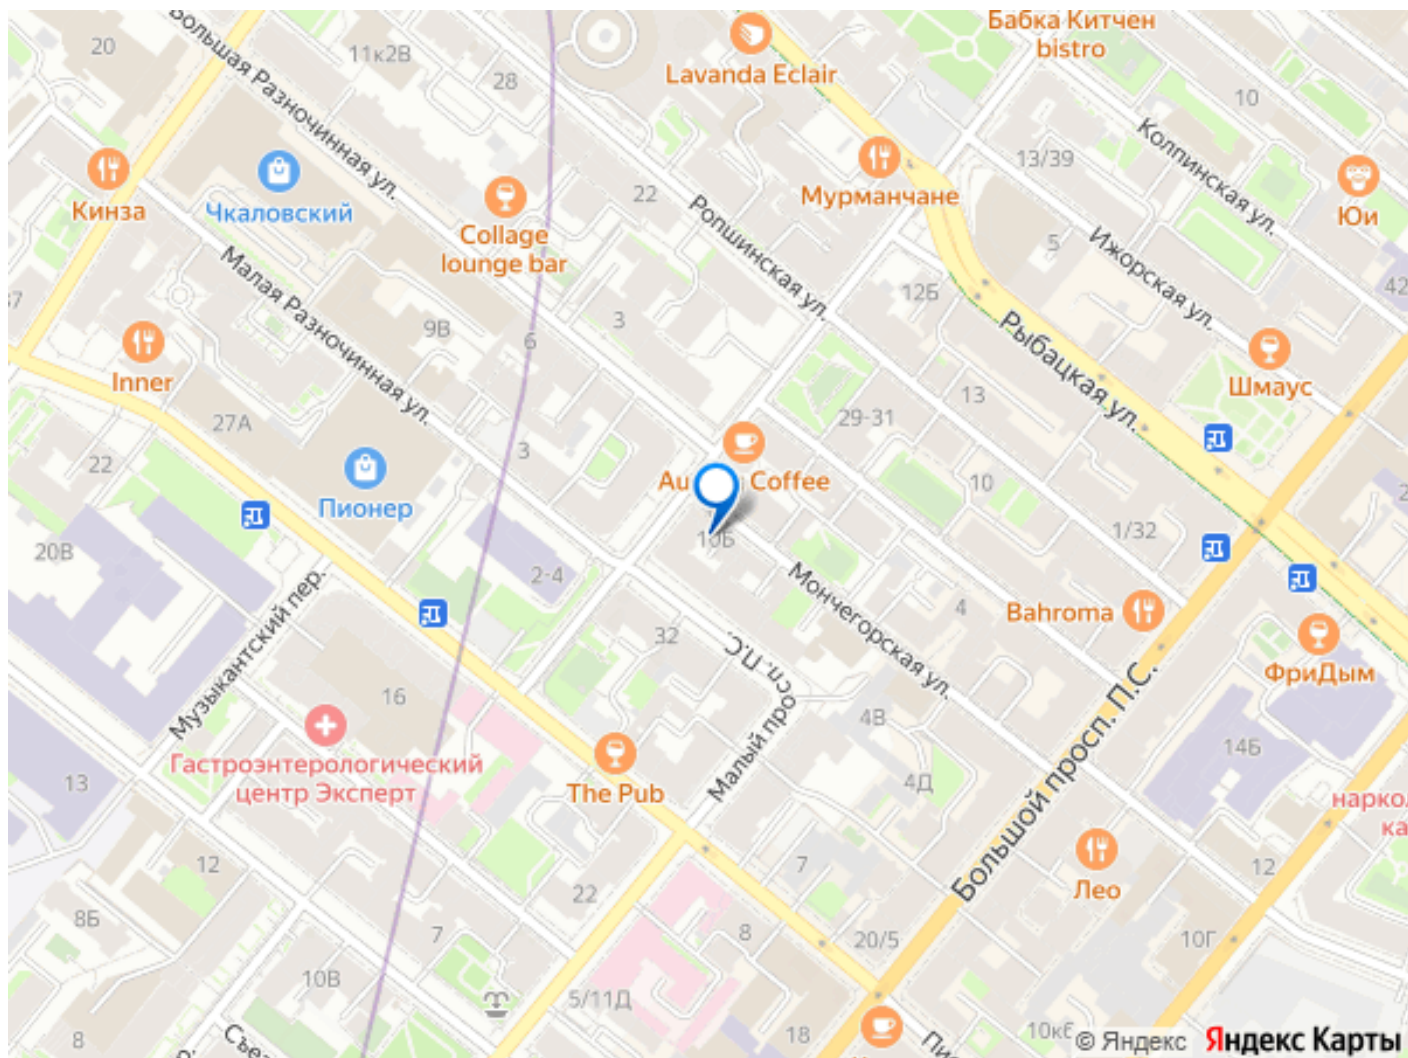 Бабка Китчен
bistro
20
11к2В
28
Lavanda Eclair
Большая Разночинная ул.
10
Колпинская ул.
13/39
Мурманчане
Кинза
Чкаловский
22
Юи
Collage
lounge bar
Ропшинская ул.
5
Ижорская ул.
Малая Разночинная ул.
12Б
42
37
9В
3
6
Рыбацкая ул.
Inner
Шмаус
13
27А
29-31
3
22
Пионер
Coffee
10
1/32
10Б
20В
2-4
Мончегорская ул.
4
Bahroma
Музыкантский пер.
32
Малый просп. П.С.
ФриДым
16
4В
14Б
Гастроэнтерологический
центр Эксперт
13
The Pub
4Д
Большой просп. П.С.
12
7
12
Лео
22
8Б
7
8
20/5
10Г
10В
5/11Д
8
18
10к6
© Яндекс
Яндекс Карты